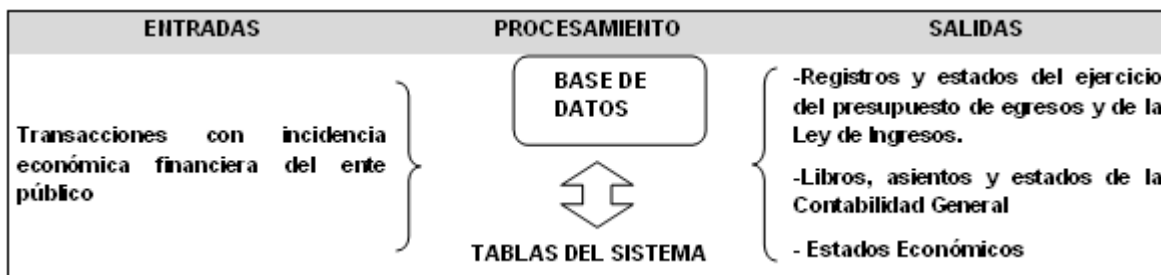 ENTRADAS PROCESAMIENTO SALIDAS
Transacciones con incidencia
económica financiera del ente
público
BASE DE
DATOS
TABLAS DEL SISTEMA
-Registros y estados del ejercicio
del presupuesto de egresos y de la
Ley de Ingresos.
-Libros, asientos y estados de la
Contabilidad General
- Estados Económicos